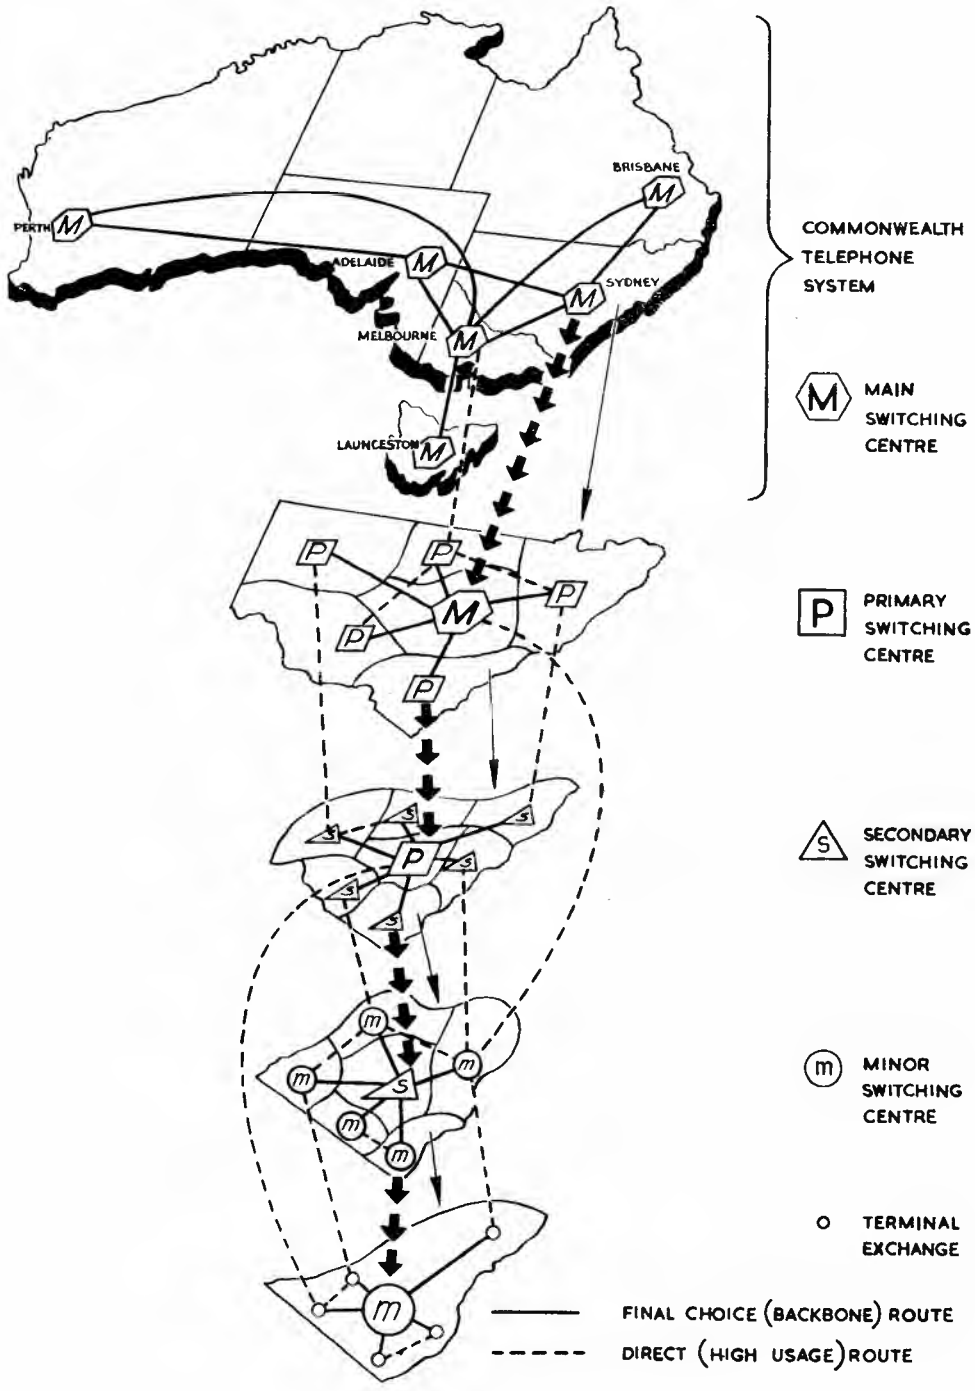 BRISBANE
M
PERTH
M
ADELAIDE
M
SYDNEY
M
MELBOURNE
M
LAUNCESTON
M
COMMONWEALTH
TELEPHONE
SYSTEM
M
MAIN
SWITCHING
CENTRE
P
P
P
M
P
P
P
PRIMARY
SWITCHING
CENTRE
S
S
S
P
S
S
S
S
SECONDARY
SWITCHING
CENTRE
m
m
m
S
m
m
m
MINOR
SWITCHING
CENTRE
m
TERMINAL
EXCHANGE
FINAL CHOICE (BACKBONE) ROUTE
DIRECT (HIGH USAGE) ROUTE